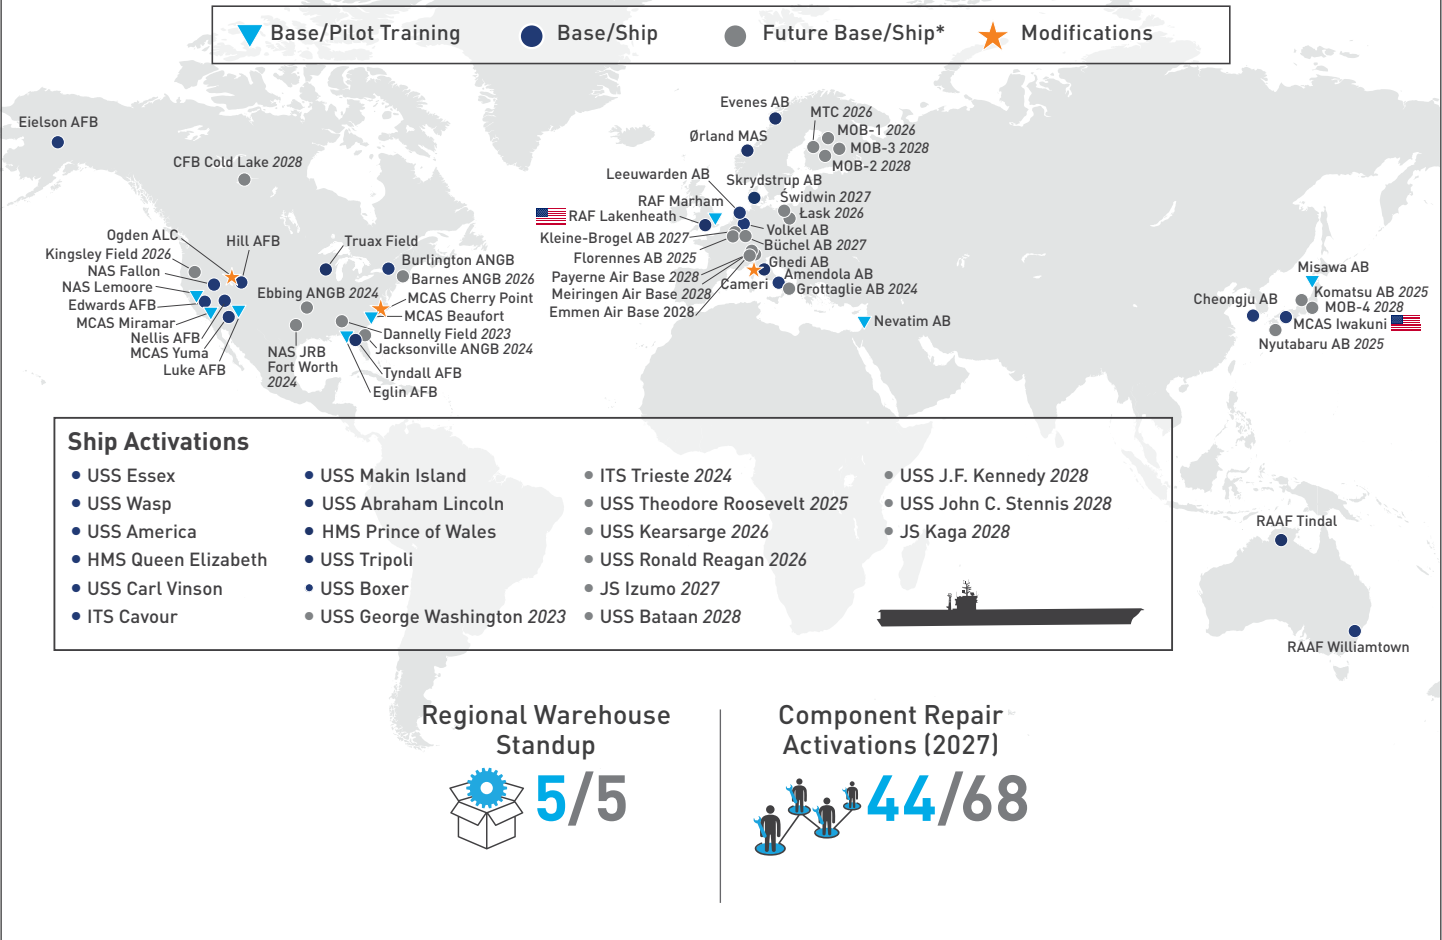 Base/Pilot Training
Base/Ship
Future Base/Ship*
Modifications
Eielson AFB
CFB Cold Lake 2028
Ogden ALC
Hill AFB
Kingsley Field 2026
NAS Fallon
NAS Lemoore
Edwards AFB
MCAS Miramar
Nellis AFB
MCAS Yuma
Luke AFB
Truax Field
Burlington ANGB
Barnes ANGB 2026
Ebbing ANGB 2024
MCAS Cherry Point
MCAS Beaufort
Dannelly Field 2023
Jacksonville ANGB 2024
NAS JRB
Fort Worth
2024
Tyndall AFB
Eglin AFB
Evenes AB
MTC 2026
Ørland MAS
MOB-1 2026
MOB-3 2028
MOB-2 2028
Leeuwarden AB
Skrydstrup AB
RAF Marham
Świdwin 2027
RAF Lakenheath
Łask 2026
Volkel AB
Kleine-Brogel AB 2027
Büchel AB 2027
Florennes AB 2025
Ghedi AB
Payerne Air Base 2028
Amendola AB
Cameri
Meiringen Air Base 2028
Grottaglie AB 2024
Emmen Air Base 2028
Nevatim AB
Misawa AB
Komatsu AB 2025
Cheongju AB
MOB-4 2028
MCAS Iwakuni
Nyutabaru AB 2025
RAAF Tindal
RAAF Williamtown
Ship Activations
USS Essex
USS Wasp
USS America
HMS Queen Elizabeth
USS Carl Vinson
ITS Cavour
USS Makin Island
USS Abraham Lincoln
HMS Prince of Wales
USS Tripoli
USS Boxer
USS George Washington 2023
ITS Trieste 2024
USS Theodore Roosevelt 2025
USS Kearsarge 2026
USS Ronald Reagan 2026
JS Izumo 2027
USS Bataan 2028
USS J.F. Kennedy 2028
USS John C. Stennis 2028
JS Kaga 2028
Regional Warehouse
Standup
5/5
Component Repair
Activations (2027)
44/68